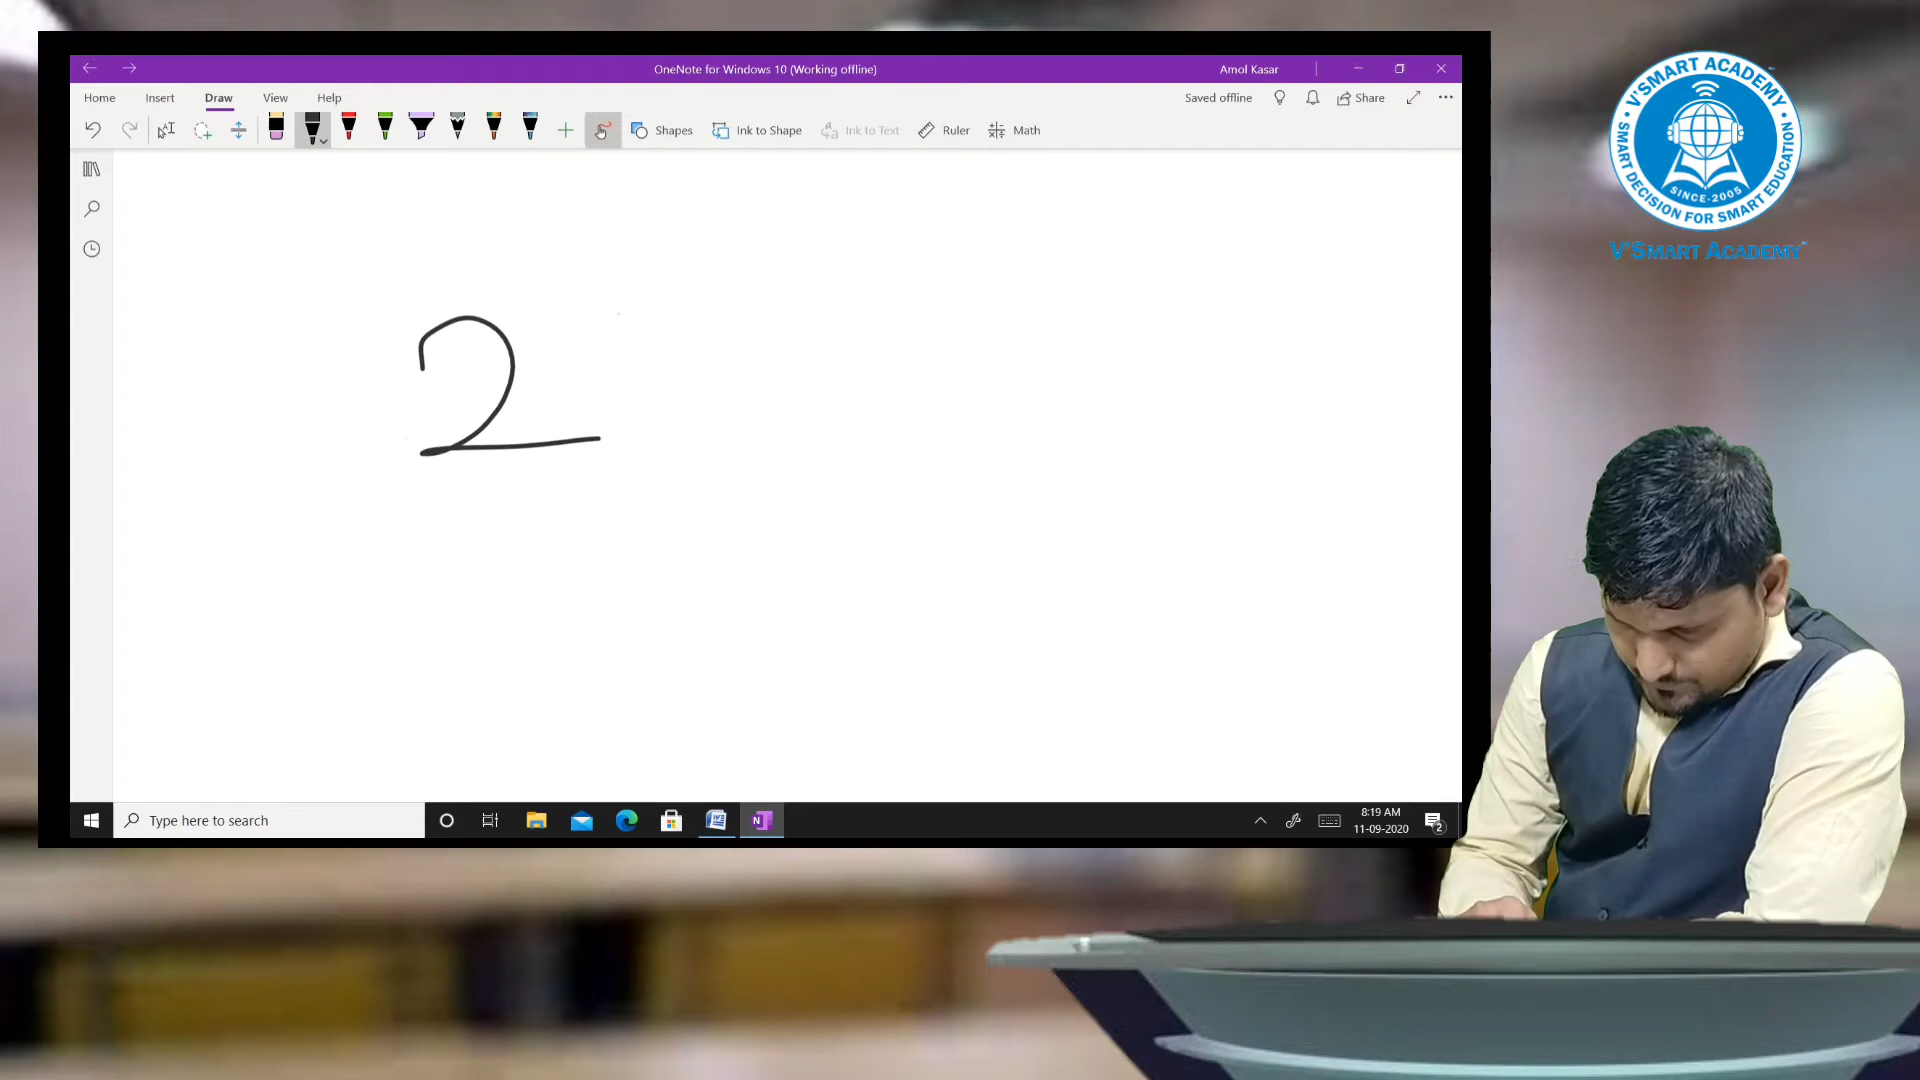 OneNote for Windows 10 (Working offline)
Amol Kasar
Home Insert Draw View Help
Saved offline
Share
Shapes
Ink to Shape
Ink to Text
Ruler
Math
2
Type here to search
8:19 AM
11-09-2020
2
V'SMART ACADEMY
SMART DECISION FOR SMART EDUCATION
SINCE-2005
V'SMART ACADEMY™